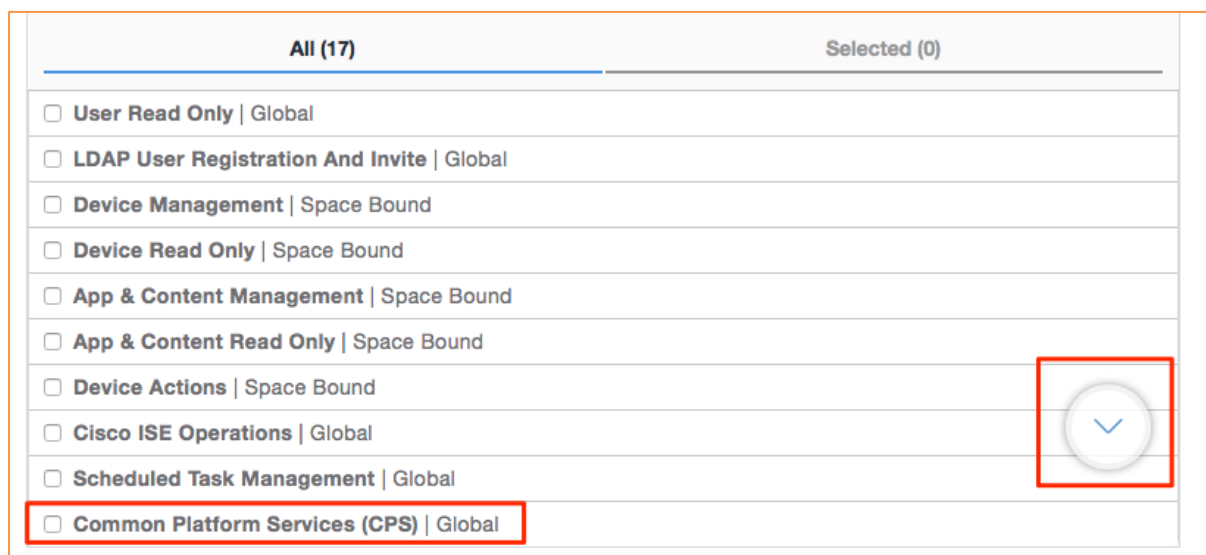 All (17)
Selected (0)
User Read Only | Global
LDAP User Registration And Invite | Global
Device Management | Space Bound
Device Read Only | Space Bound
App & Content Management | Space Bound
App & Content Read Only | Space Bound
Device Actions | Space Bound
Cisco ISE Operations | Global
Scheduled Task Management | Global
Common Platform Services (CPS) | Global